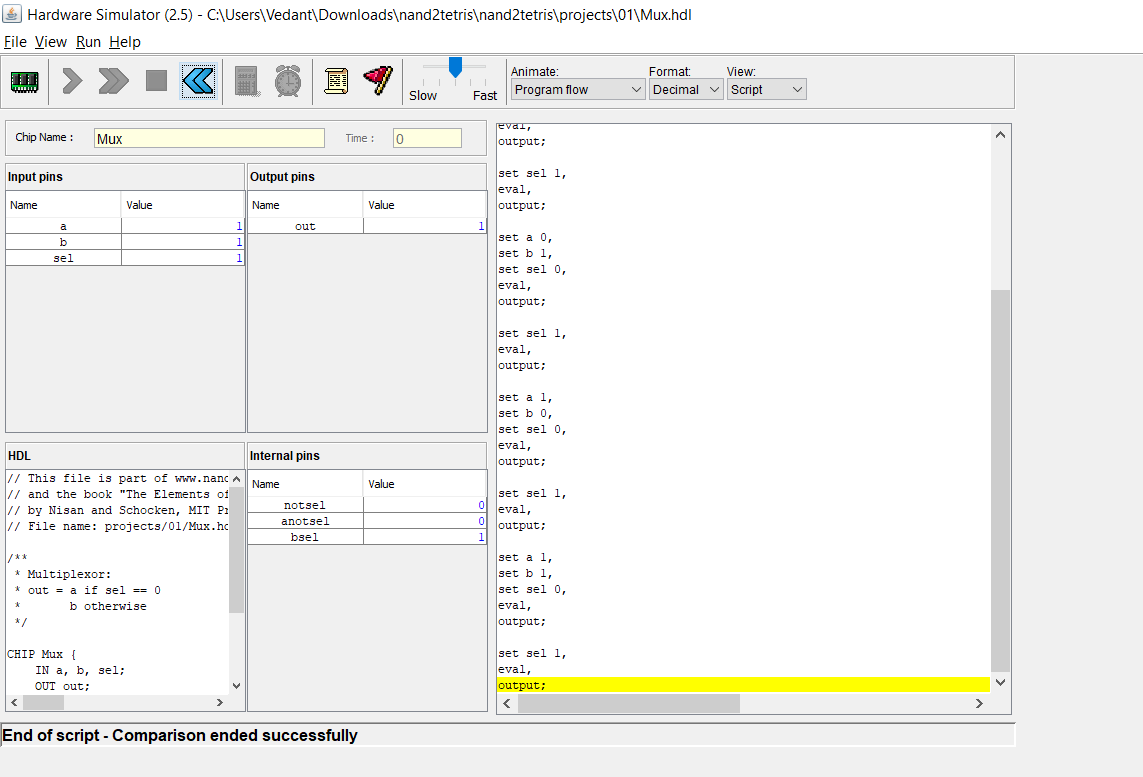 Hardware Simulator (2.5) - C:\Users\Vedant\Downloads\nand2tetris\nand2tetris\projects\01\Mux.hdl
File View Run Help
Slow Fast
Animate: Format: View:
Program flow Decimal Script
Chip Name : Mux Time : 0
Input pins
Name Value
a 1
b 1
sel 1
Output pins
Name Value
out 1
HDL
// This file is part of www.nand
// and the book "The Elements of
// by Nisan and Schocken, MIT Pr
// File name: projects/01/Mux.hd
/**
* Multiplexor:
* out = a if sel == 0
* b otherwise
*/
CHIP Mux {
IN a, b, sel;
OUT out;
Internal pins
Name Value
notsel 0
anotsel 0
bsel 1
eval,
output;
set sel 1,
eval,
output;
set a 0,
set b 1,
set sel 0,
eval,
output;
set sel 1,
eval,
output;
set a 1,
set b 0,
set sel 0,
eval,
output;
set sel 1,
eval,
output;
set a 1,
set b 1,
set sel 0,
eval,
output;
set sel 1,
eval,
output;
End of script - Comparison ended successfully